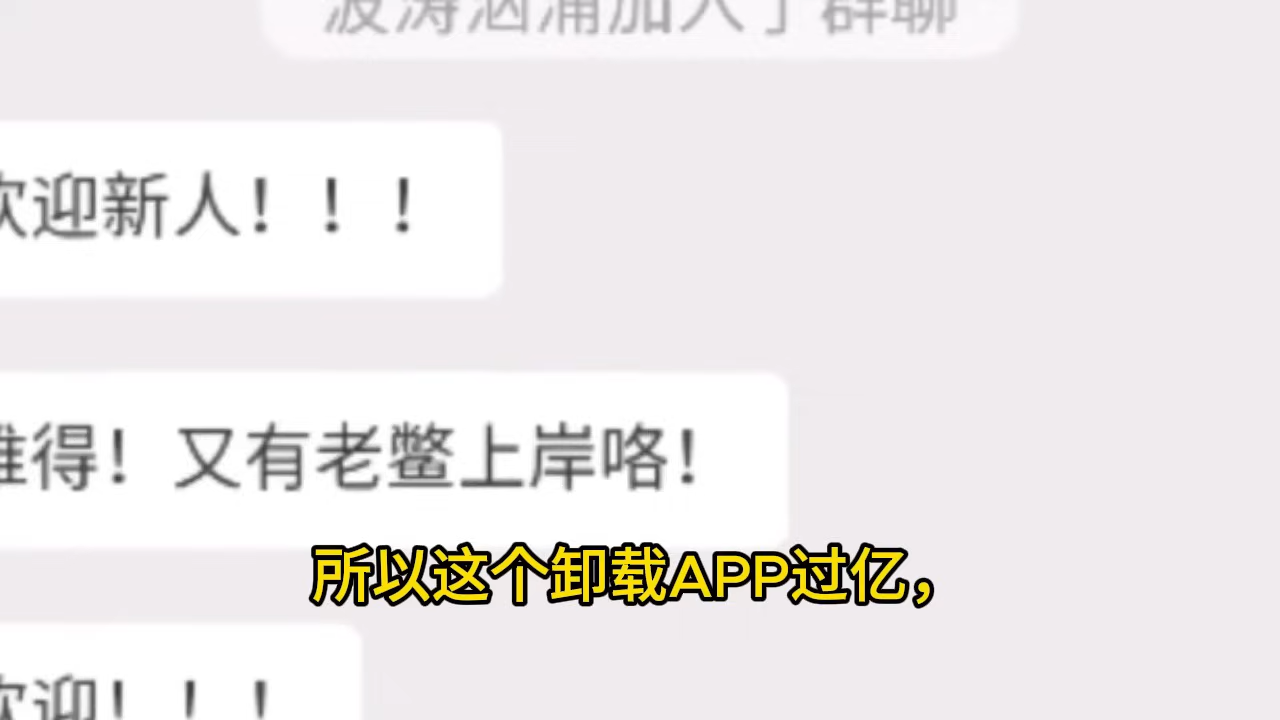 波涛汹涌加入了群聊
欢迎新人！！！
难得！又有老鳖上岸咯！
所以这个卸载APP过亿，
欢迎！！！